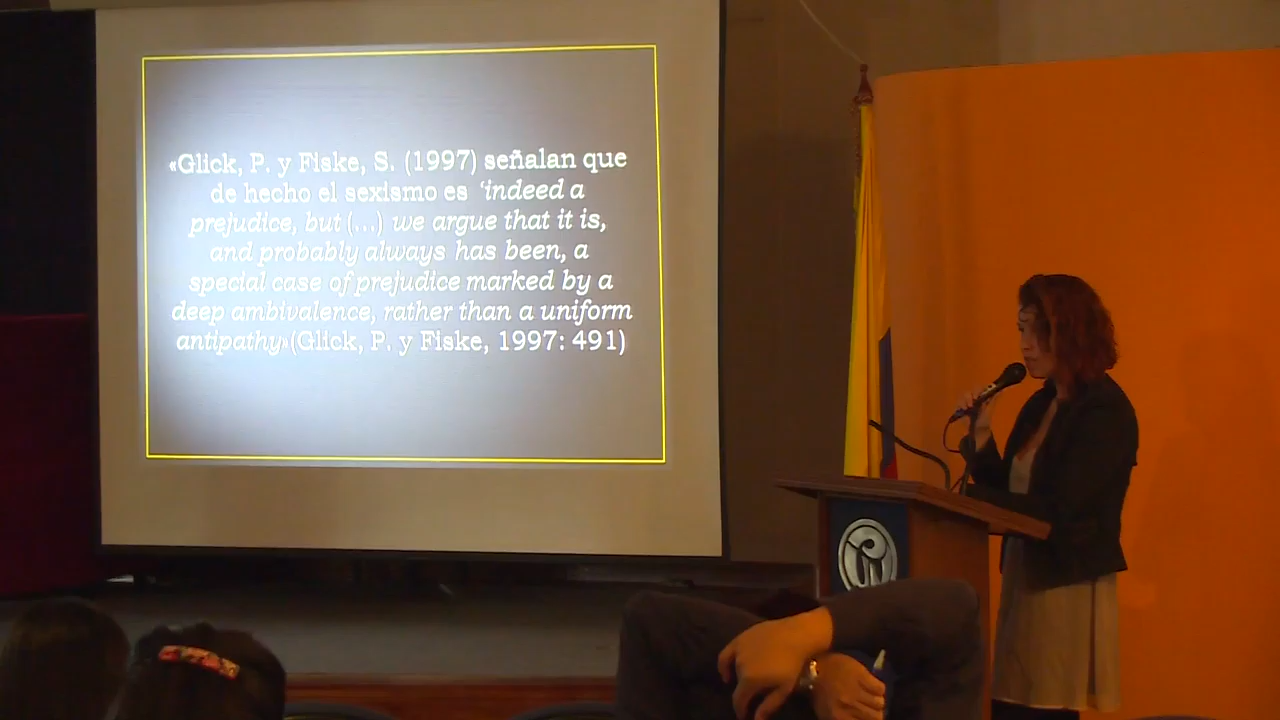 «Glick, P. y Fiske, S. (1997) señalan que
de hecho el sexismo es ‘indeed a
prejudice, but (…) we argue that it is,
and probably always has been, a
special case of prejudice marked by a
deep ambivalence, rather than a uniform
antipathy»(Glick, P. y Fiske, 1997: 491)